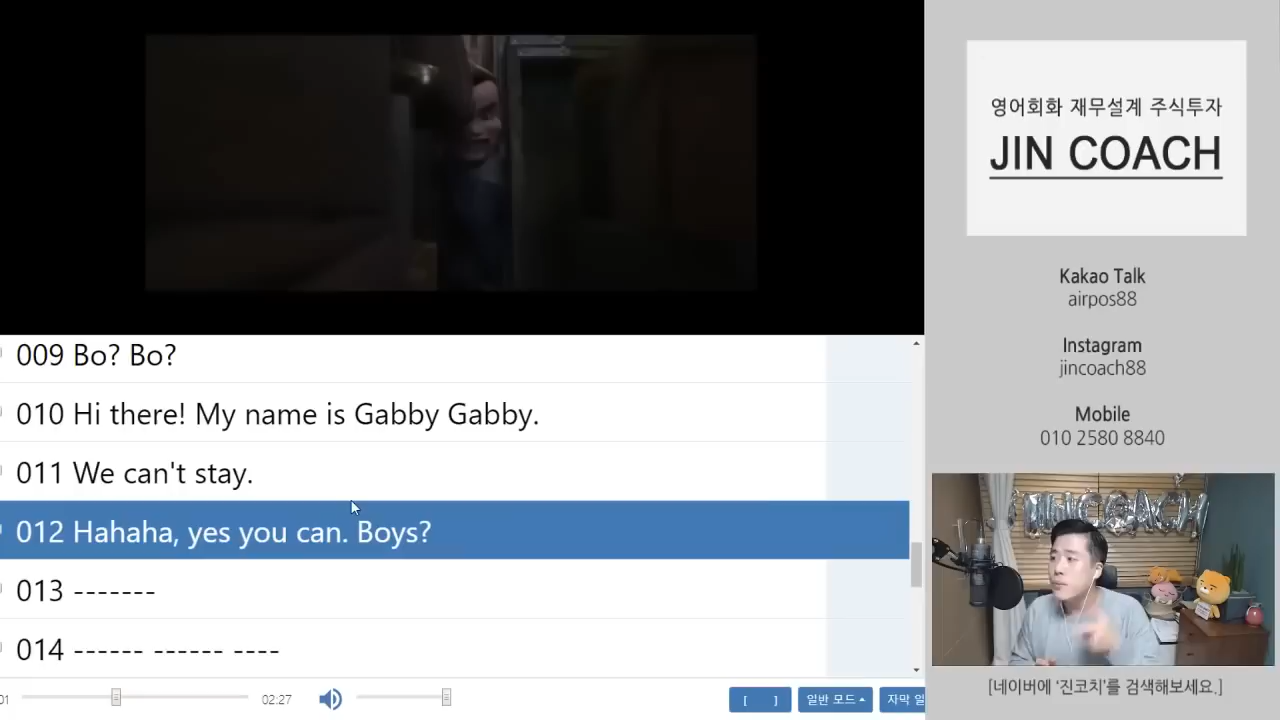 009 Bo? Bo?
010 Hi there! My name is Gabby Gabby.
011 We can't stay.
012 Hahaha, yes you can. Boys?
013 -------
014 ------ ------ ----
01
02:27
[ ]
일반 모드
자막 일
영어회화 재무설계 주식투자
JIN COACH
Kakao Talk
airpos88
Instagram
jincoach88
Mobile
010 2580 8840
JINCOACH
[네이버에 '진코치'를 검색해보세요.]